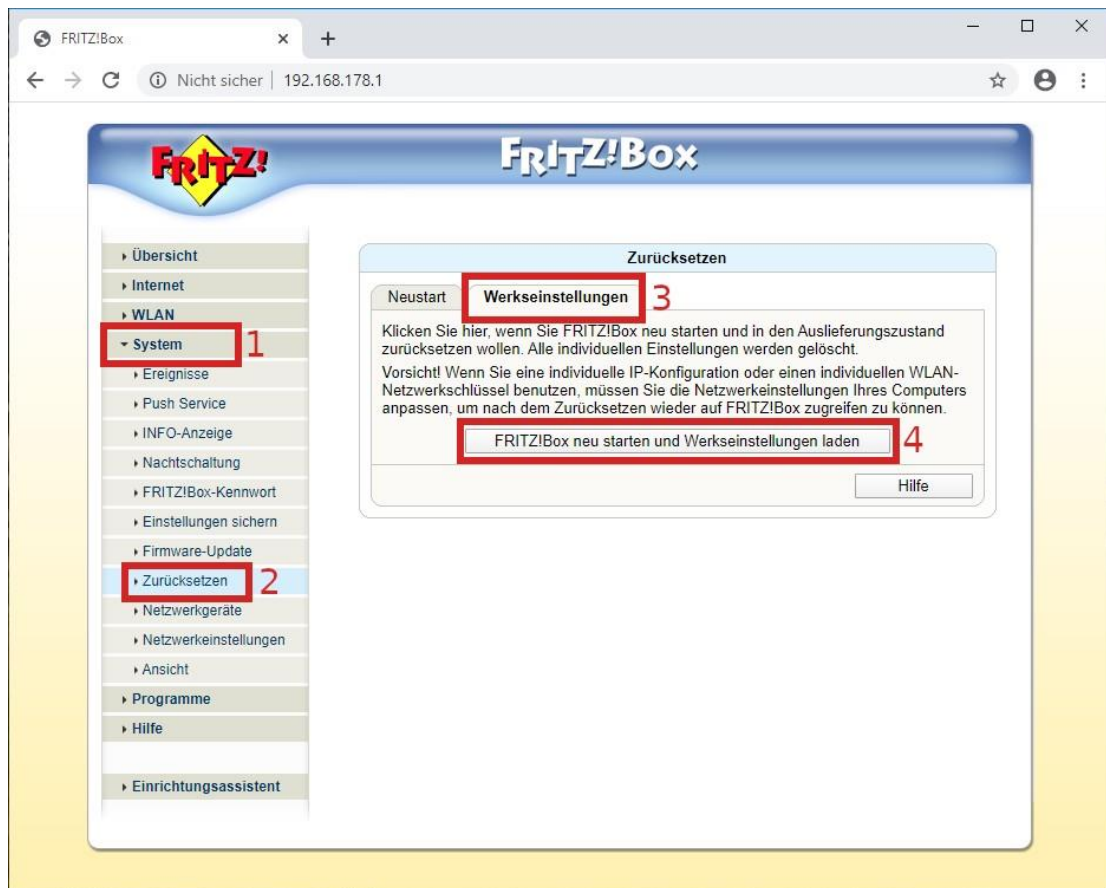 FRITZ!Box
Nicht sicher | 192.168.178.1
FRITZ!
FRITZ!Box
Übersicht
Internet
WLAN
System
1
Ereignisse
Push Service
INFO-Anzeige
Nachtschaltung
FRITZ!Box-Kennwort
Einstellungen sichern
Firmware-Update
Zurücksetzen
2
Netzwerkgeräte
Netzwerkeinstellungen
Ansicht
Programme
Hilfe
Einrichtungsassistent
Zurücksetzen
Neustart
Werkseinstellungen
3
Klicken Sie hier, wenn Sie FRITZ!Box neu starten und in den Auslieferungszustand
zurücksetzen wollen. Alle individuellen Einstellungen werden gelöscht.
Vorsicht! Wenn Sie eine individuelle IP-Konfiguration oder einen individuellen WLAN-
Netzwerkschlüssel benutzen, müssen Sie die Netzwerkeinstellungen Ihres Computers
anpassen, um nach dem Zurücksetzen wieder auf FRITZ!Box zugreifen zu können.
FRITZ!Box neu starten und Werkseinstellungen laden
4
Hilfe